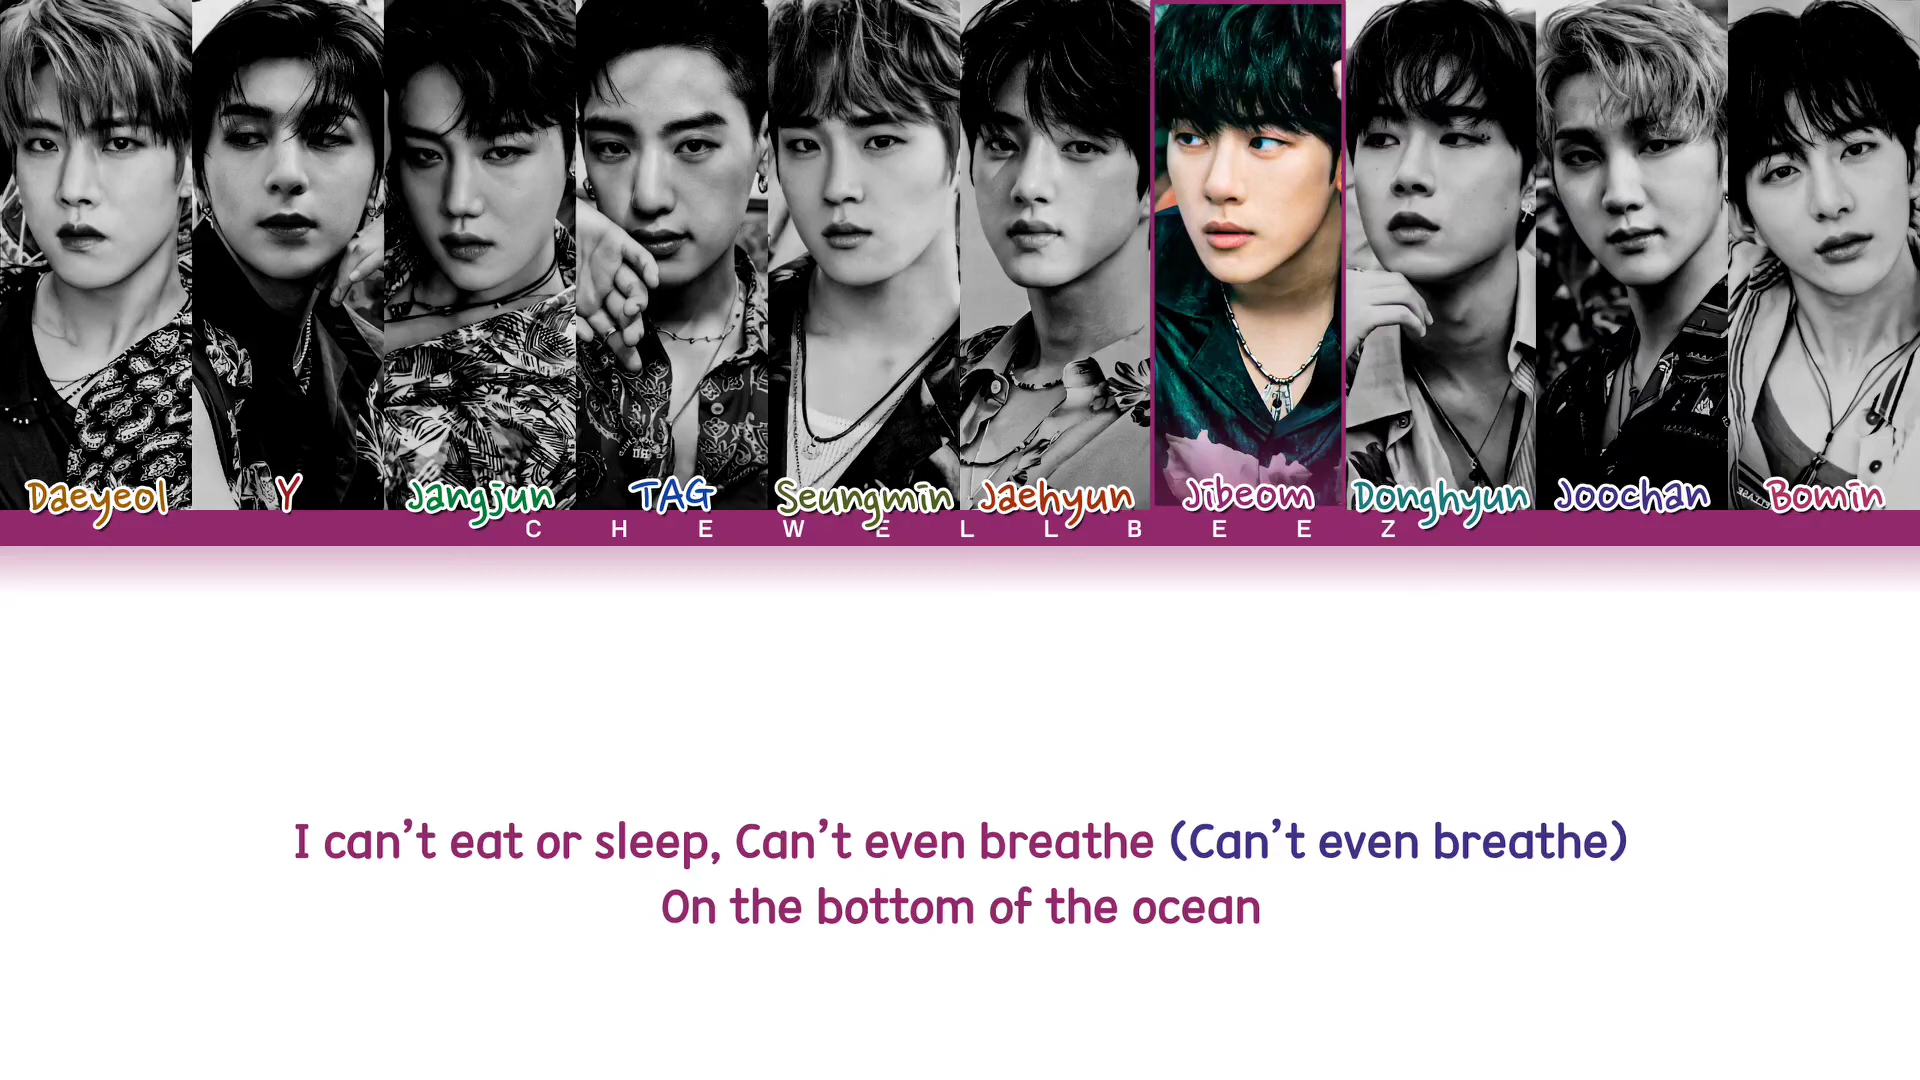 Daeyeol Y Jangjun TAG Seungmin Jaehyun Jibeom Donghyun Joochan Bomin
CHEWELLBEEZ
I can't eat or sleep, Can't even breathe (Can't even breathe)
On the bottom of the ocean